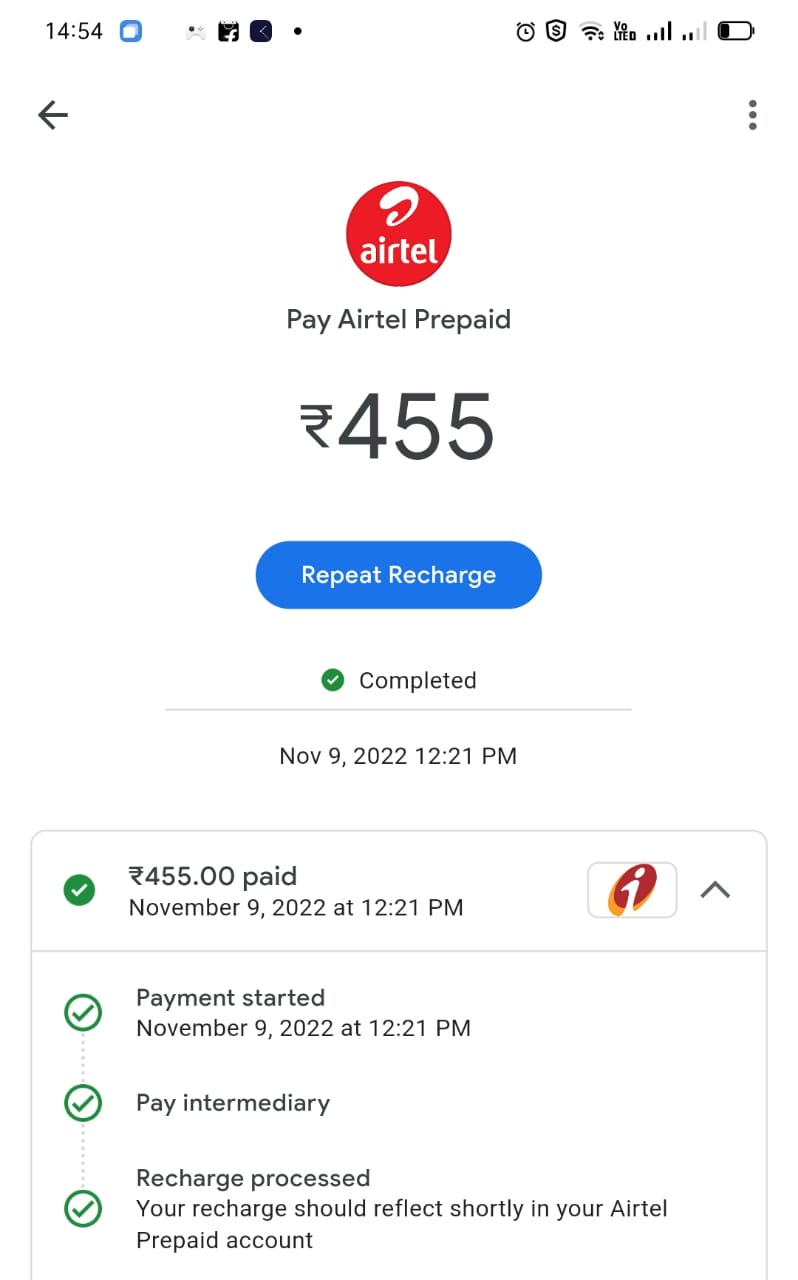 14:54
Vo
LTED
airtel
Pay Airtel Prepaid
₹455
Repeat Recharge
Completed
Nov 9, 2022 12:21 PM
₹455.00 paid
November 9, 2022 at 12:21 PM
Payment started
November 9, 2022 at 12:21 PM
Pay intermediary
Recharge processed
Your recharge should reflect shortly in your Airtel
Prepaid account